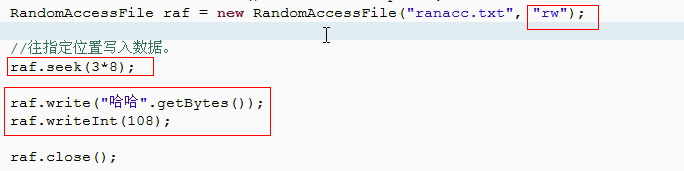 RandomAccessFile raf = new RandomAccessFile("ranacc.txt", "rw");
//往指定位置写入数据。
raf.seek(3*8);
raf.write("哈哈".getBytes());
raf.writeInt(108);
raf.close();